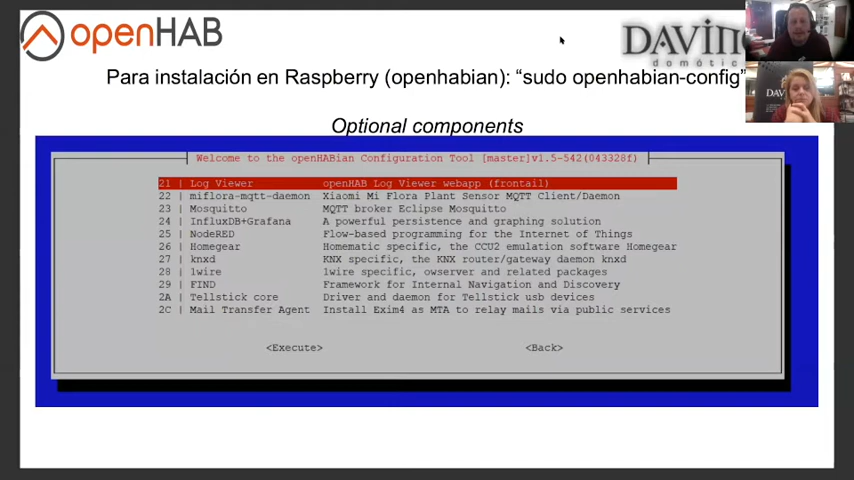 openHAB
DAVIN
domótic
Para instalación en Raspberry (openhabian): “sudo openhabian-config”
DAV
Optional components
Welcome to the openHABian Configuration Tool [master]v1.5-542(043328f)
21 | Log Viewer openHAB Log Viewer webapp (frontail)
22 | miflora-mqtt-daemon Xiaomi Mi Flora Plant Sensor MQTT Client/Daemon
23 | Mosquitto MQTT broker Eclipse Mosquitto
24 | InfluxDB+Grafana A powerful persistence and graphing solution
25 | NodeRED Flow-based programming for the Internet of Things
26 | Homegear Homematic specific, the CCU2 emulation software Homegear
27 | knxd KNX specific, the KNX router/gateway daemon knxd
28 | 1wire 1wire specific, owserver and related packages
29 | FIND Framework for Internal Navigation and Discovery
2A | Tellstick core Driver and daemon for Tellstick usb devices
2C | Mail Transfer Agent Install Exim4 as MTA to relay mails via public services
<Execute> <Back>